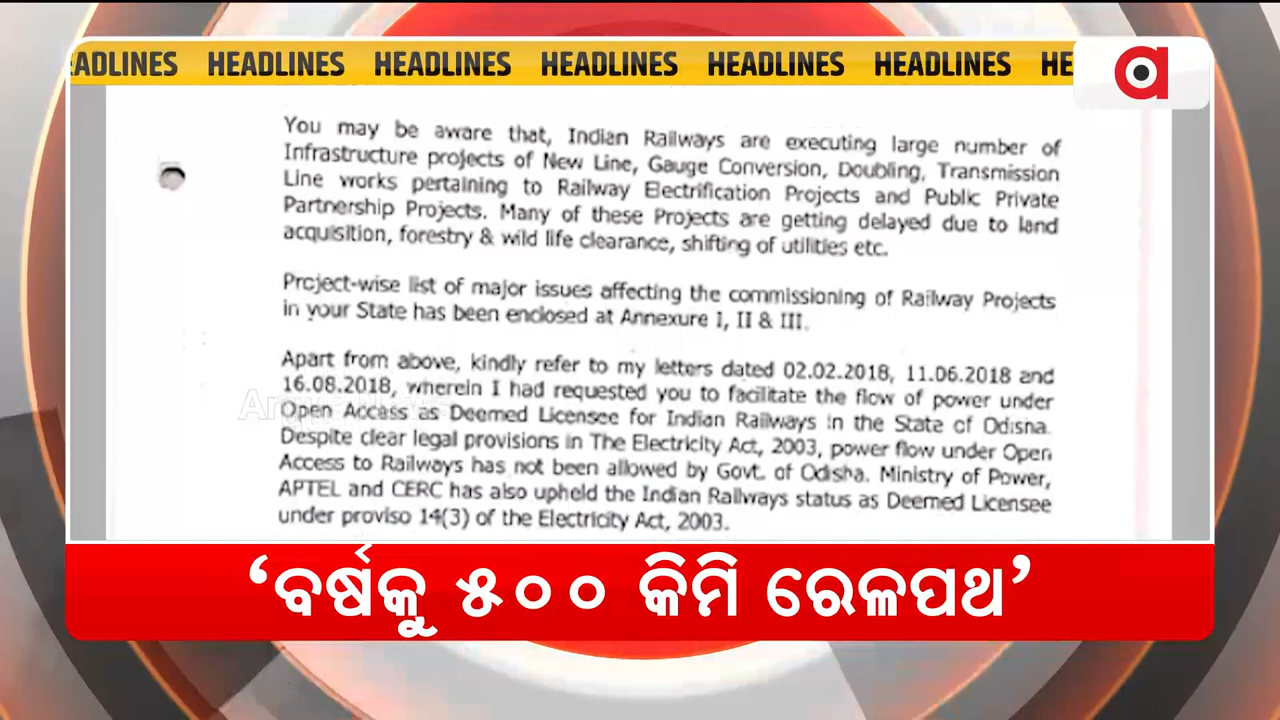 EADLINES HEADLINES HEADLINES HEADLINES HEADLINES HEADLINES HE
a
You may be aware that, Indian Railways are executing large number of
Infrastructure projects of New Line, Gauge Conversion, Doubling, Transmission
Line works pertaining to Railway Electrification Projects and Public Private
Partnership Projects. Many of these Projects are getting delayed due to land
acquisition, forestry & wild life clearance, shifting of utilities etc.
Project-wise list of major issues affecting the commissioning of Railway Projects
in your State has been enclosed at Annexure I, II & III.
Apart from above, kindly refer to my letters dated 02.02.2018, 11.06.2018 and
16.08.2018, wherein I had requested you to facilitate the flow of power under
Open Access as Deemed Licensee for Indian Railways in the State of Odisha.
Despite clear legal provisions in The Electricity Act, 2003, power flow under Open
Access to Railways has not been allowed by Govt. of Odisha. Ministry of Power,
APTEL and CERC has also upheld the Indian Railways status as Deemed Licensee
under proviso 14(3) of the Electricity Act, 2003.
‘ବର୍ଷକୁ ୫୦୦ କିମି ରେଳପଥ’